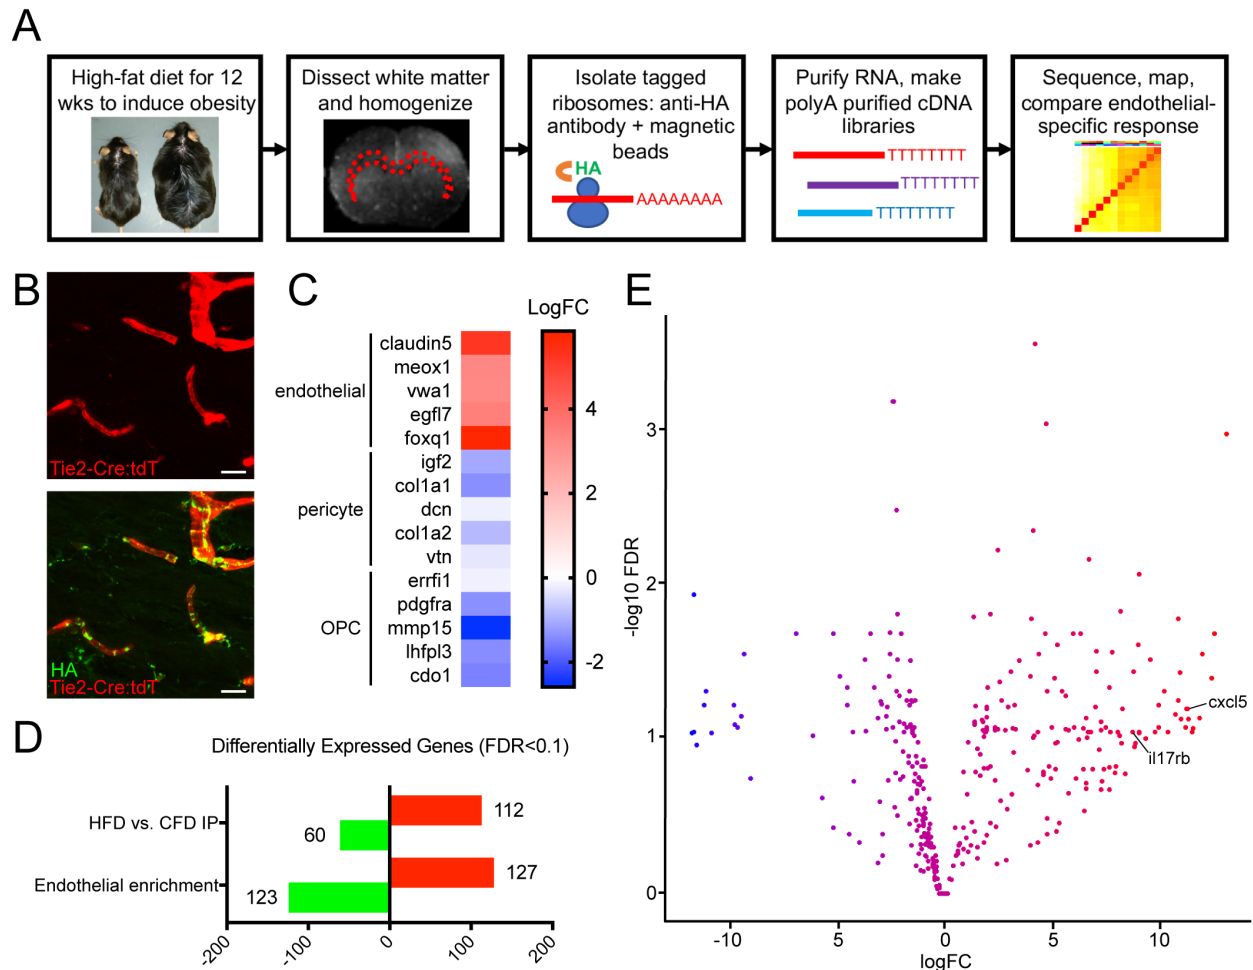 A
High-fat diet for 12
wks to induce obesity
Dissect white matter
and homogenize
Isolate tagged
ribosomes: anti-HA
antibody + magnetic
beads
HA
AAAAAAAA
Purify RNA, make
polyA purified cDNA
libraries
TTTTTTTT
TTTTTTTT
TTTTTTTT
Sequence, map,
compare endothelial-
specific response
B
Tie2-Cre:tdT
HA
Tie2-Cre:tdT
C
LogFC
endothelial
claudin5
meox1
vwa1
egfl7
foxq1
pericyte
igf2
col1a1
dcn
col1a2
vtn
OPC
errfi1
pdgfra
mmp15
lhfpl3
cdo1
4
2
0
-2
D
Differentially Expressed Genes (FDR<0.1)
HFD vs. CFD IP
60
112
Endothelial enrichment
123
127
-200
-100
0
100
200
E
-log10 FDR
3
2
1
0
cxcl5
il17rb
-10
5
0
5
10
logFC